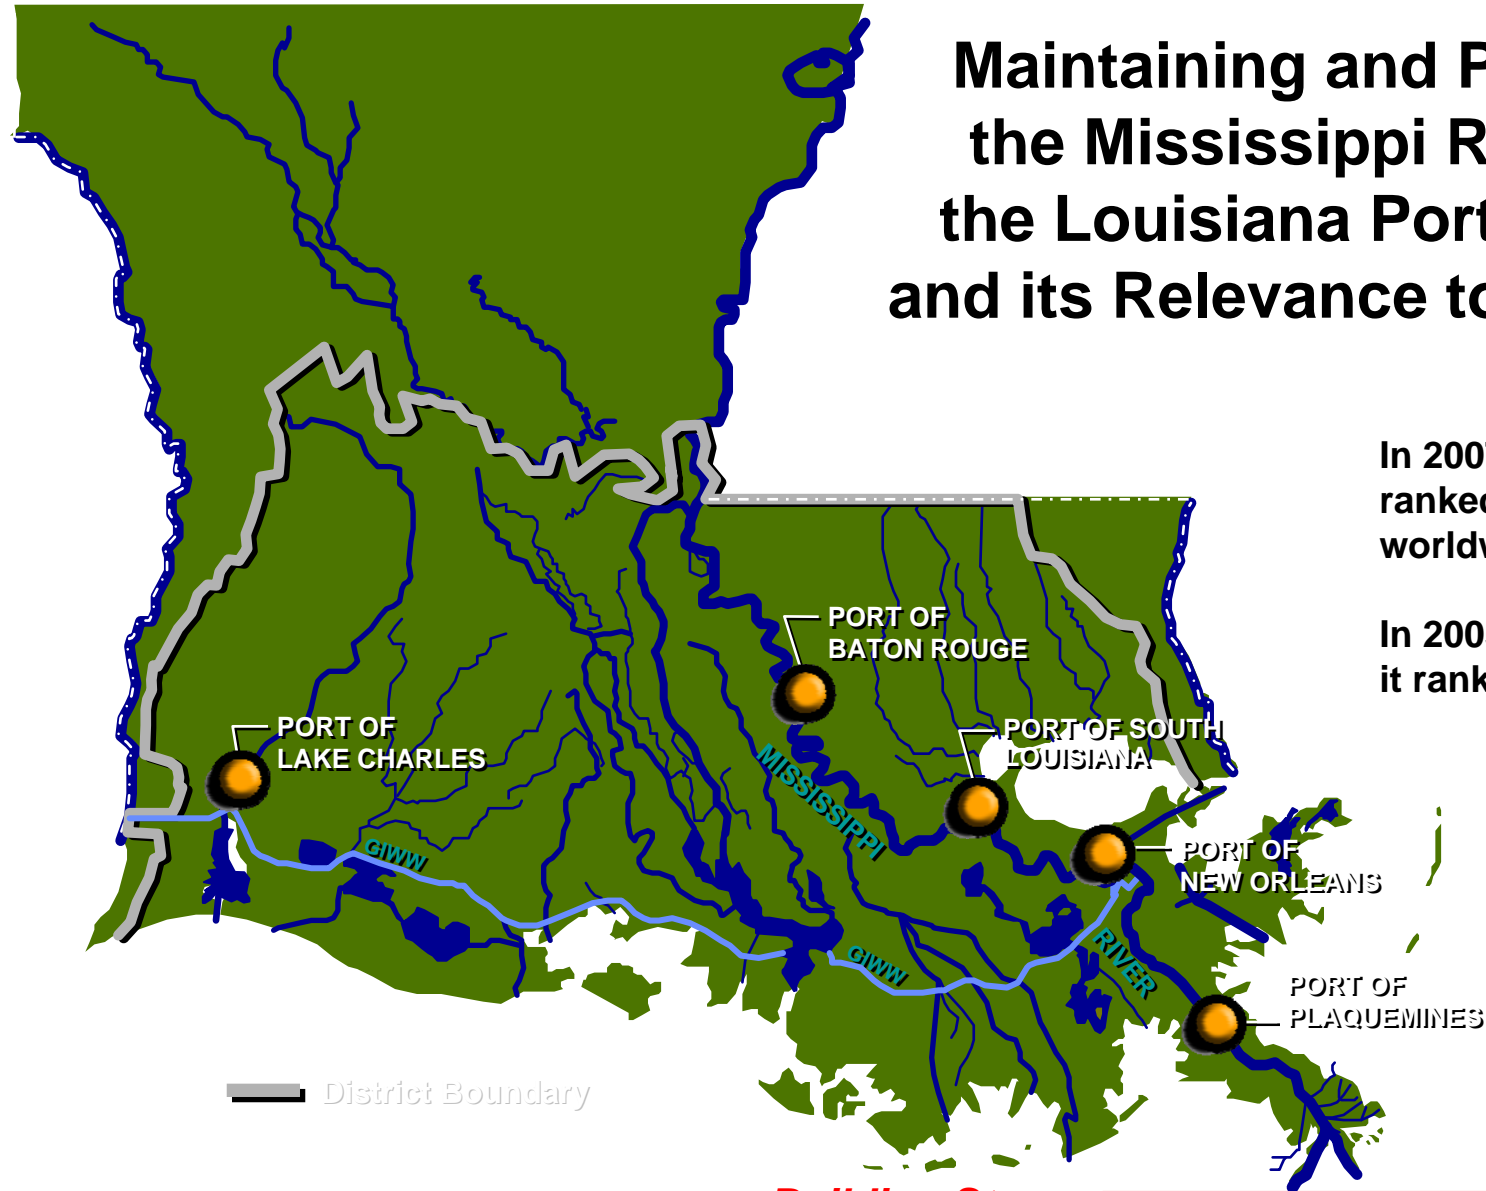 Maintaining and P
the Mississippi R
the Louisiana Port
and its Relevance to
In 200
ranked
worldw
In 200
it rank
PORT OF
BATON ROUGE
PORT OF
LAKE CHARLES
PORT OF SOUTH
LOUISIANA
MISSISSIPPI
GIWW
PORT OF
NEW ORLEANS
GIWW
RIVER
PORT OF
PLAQUEMINES
District Boundary